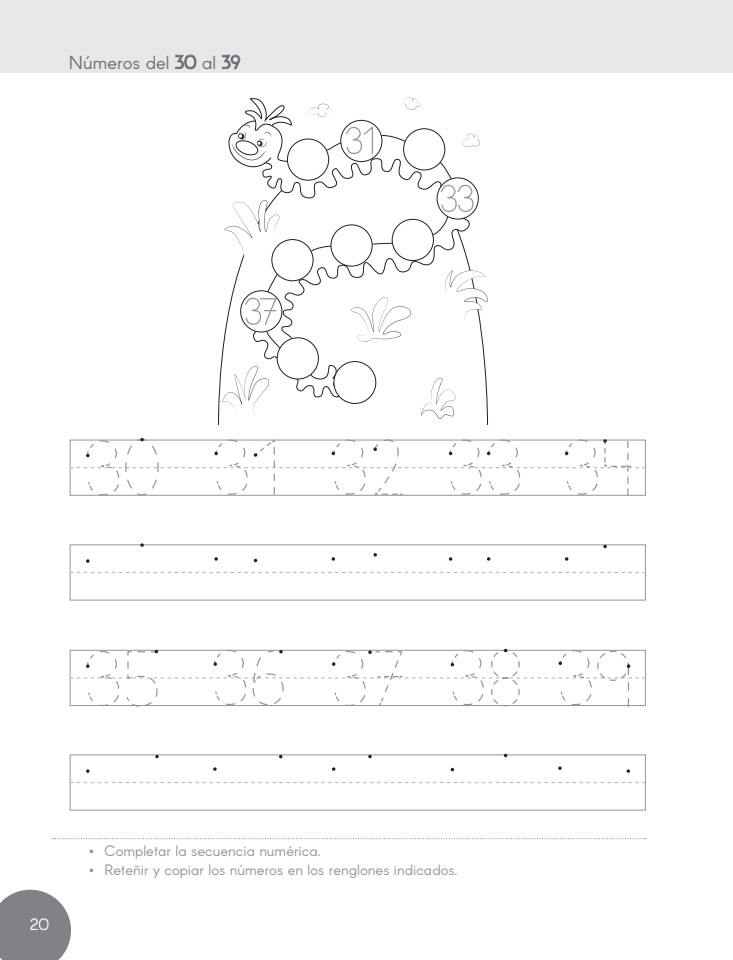 Números del 30 al 39
31
33
37
30 31 32 33 34
35 36 37 38 39
• Completar la secuencia numérica.
• Reteñir y copiar los números en los renglones indicados.
20